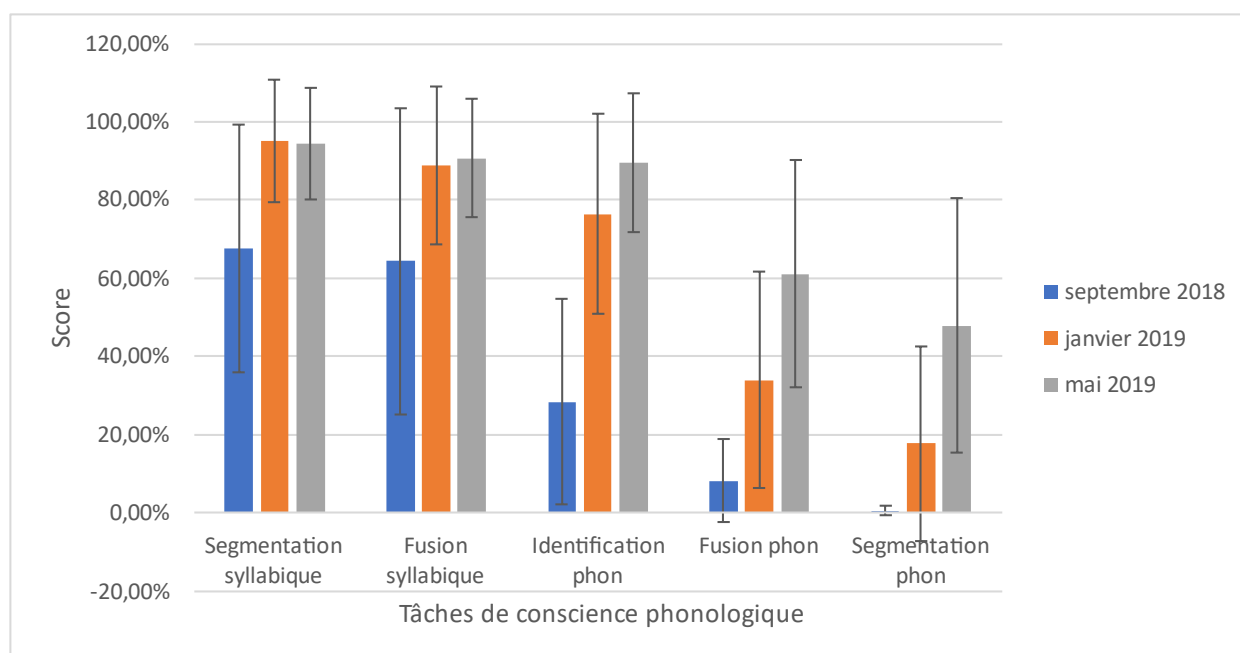 120,00%
100,00%
80,00%
60,00%
40,00%
20,00%
0,00%
-20,00%
Score
Segmentation
syllabique
Fusion
syllabique
Identification
phon
Fusion phon
Segmentation
phon
Tâches de conscience phonologique
septembre 2018
janvier 2019
mai 2019